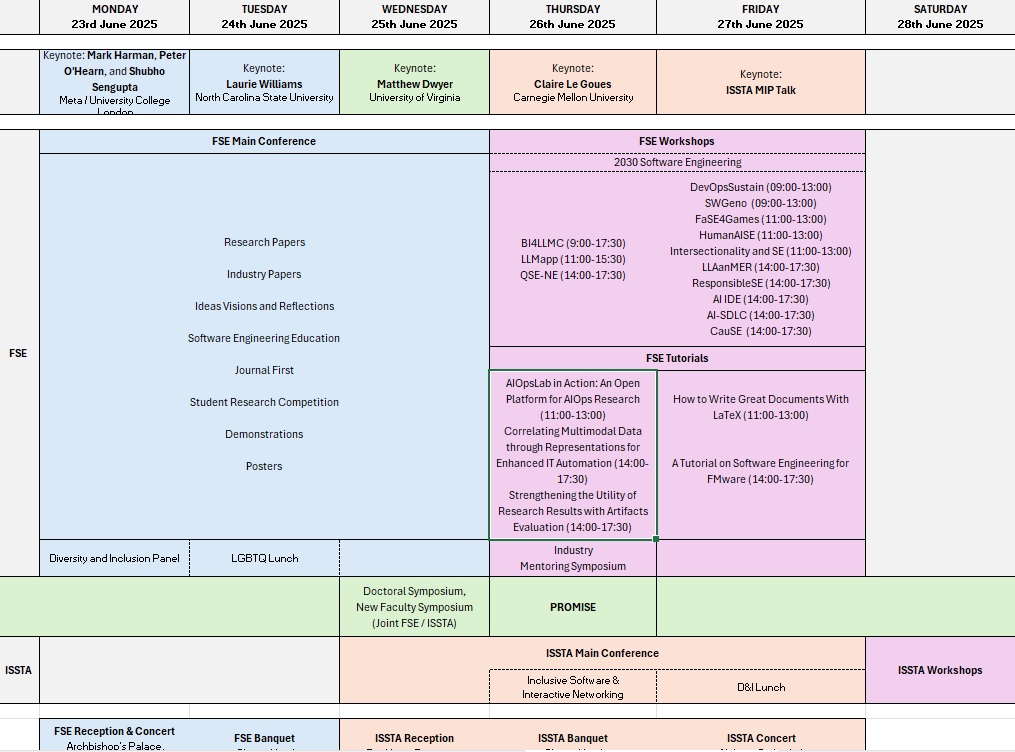 MONDAY
23rd June 2025
TUESDAY
24th June 2025
WEDNESDAY
25th June 2025
THURSDAY
26th June 2025
FRIDAY
27th June 2025
SATURDAY
28th June 2025
Keynote: Mark Harman, Peter
O'Hearn, and Shubho
Sengupta
Meta / University College
London
Keynote:
Laurie Williams
North Carolina State University
Keynote:
Matthew Dwyer
University of Virginia
Keynote:
Claire Le Goues
Carnegie Mellon University
Keynote:
ISSTA MIP Talk
FSE
FSE Main Conference
Research Papers
Industry Papers
Ideas Visions and Reflections
Software Engineering Education
Journal First
Student Research Competition
Demonstrations
Posters
FSE Workshops
2030 Software Engineering
BI4LLMC (9:00-17:30)
LLMapp (11:00-15:30)
QSE-NE (14:00-17:30)
DevOpsSustain (09:00-13:00)
SWGeno (09:00-13:00)
FaSE4Games (11:00-13:00)
HumanAISE (11:00-13:00)
Intersectionality and SE (11:00-13:00)
LLAanMER (14:00-17:30)
ResponsibleSE (14:00-17:30)
AI IDE (14:00-17:30)
AI-SDLC (14:00-17:30)
CauSE (14:00-17:30)
FSE Tutorials
AIOpsLab in Action: An Open
Platform for AIOps Research
(11:00-13:00)
Correlating Multimodal Data
through Representations for
Enhanced IT Automation (14:00-
17:30)
Strengthening the Utility of
Research Results with Artifacts
Evaluation (14:00-17:30)
How to Write Great Documents With
LaTeX (11:00-13:00)
A Tutorial on Software Engineering for
FMware (14:00-17:30)
Diversity and Inclusion Panel
LGBTQ Lunch
Industry
Mentoring Symposium
Doctoral Symposium,
New Faculty Symposium
(Joint FSE / ISSTA)
PROMISE
ISSTA
ISSTA Main Conference
Inclusive Software &
Interactive Networking
D&I Lunch
ISSTA Workshops
FSE Reception & Concert
Archbishop's Palace,
FSE Banquet
ISSTA Reception
ISSTA Banquet
ISSTA Concert